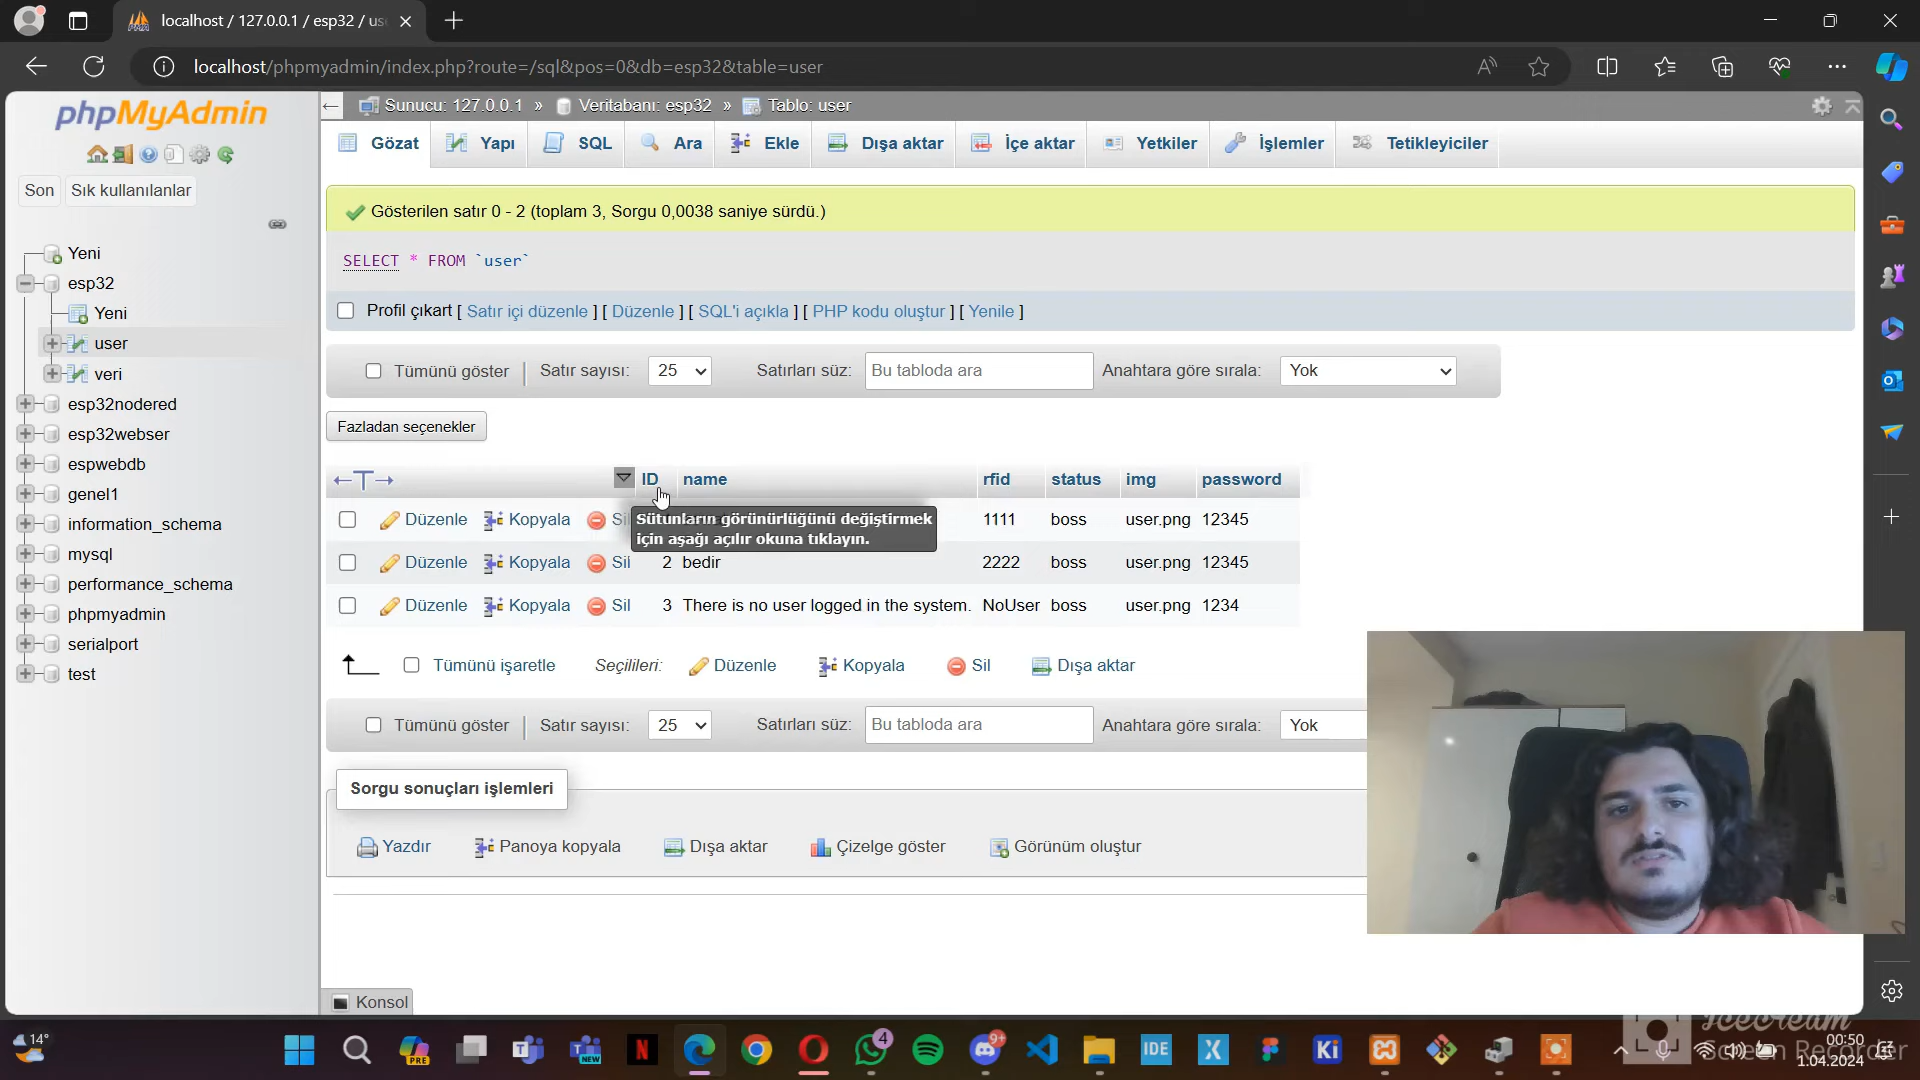 localhost / 127.0.0.1 / esp32 / us
localhost/phpmyadmin/index.php?route=/sql&pos=0&db=esp32&table=user
phpMyAdmin
Son
Sık kullanılanlar
Yeni
esp32
Yeni
user
veri
esp32nodered
esp32webser
espwebdb
genel1
information_schema
mysql
performance_schema
phpmyadmin
serialport
test
Sunucu: 127.0.0.1 » Veritabanı: esp32 » Tablo: user
Gözat Yapı SQL Ara Ekle Dışa aktar İçe aktar Yetkiler İşlemler Tetikleyiciler
Gösterilen satır 0 - 2 (toplam 3, Sorgu 0,0038 saniye sürdü.)
SELECT * FROM `user`
Profil çıkart [ Satır içi düzenle ] [ Düzenle ] [ SQL'i açıkla ] [ PHP kodu oluştur ] [ Yenile ]
Tümünü göster | Satır sayısı: 25 Satırları süz: Bu tabloda ara Anahtara göre sırala: Yok
Fazladan seçenekler
←T→ ID name rfid status img password
Düzenle Kopyala Sil 1111 boss user.png 12345
Sütunların görünürlüğünü değiştirmek
için aşağı açılır okuna tıklayın.
Düzenle Kopyala Sil 2 bedir 2222 boss user.png 12345
Düzenle Kopyala Sil 3 There is no user logged in the system. NoUser boss user.png 1234
Tümünü işaretle Seçilileri: Düzenle Kopyala Sil Dışa aktar
Tümünü göster | Satır sayısı: 25 Satırları süz: Bu tabloda ara Anahtara göre sırala: Yok
Sorgu sonuçları işlemleri
Yazdır Panoya kopyala Dışa aktar Çizelge göster Görünüm oluştur
Konsol
14°
PRE
NEW
N
4
9+
IDE
X
Ki
Icecream
Screen Recorder
00:50
1.04.2024